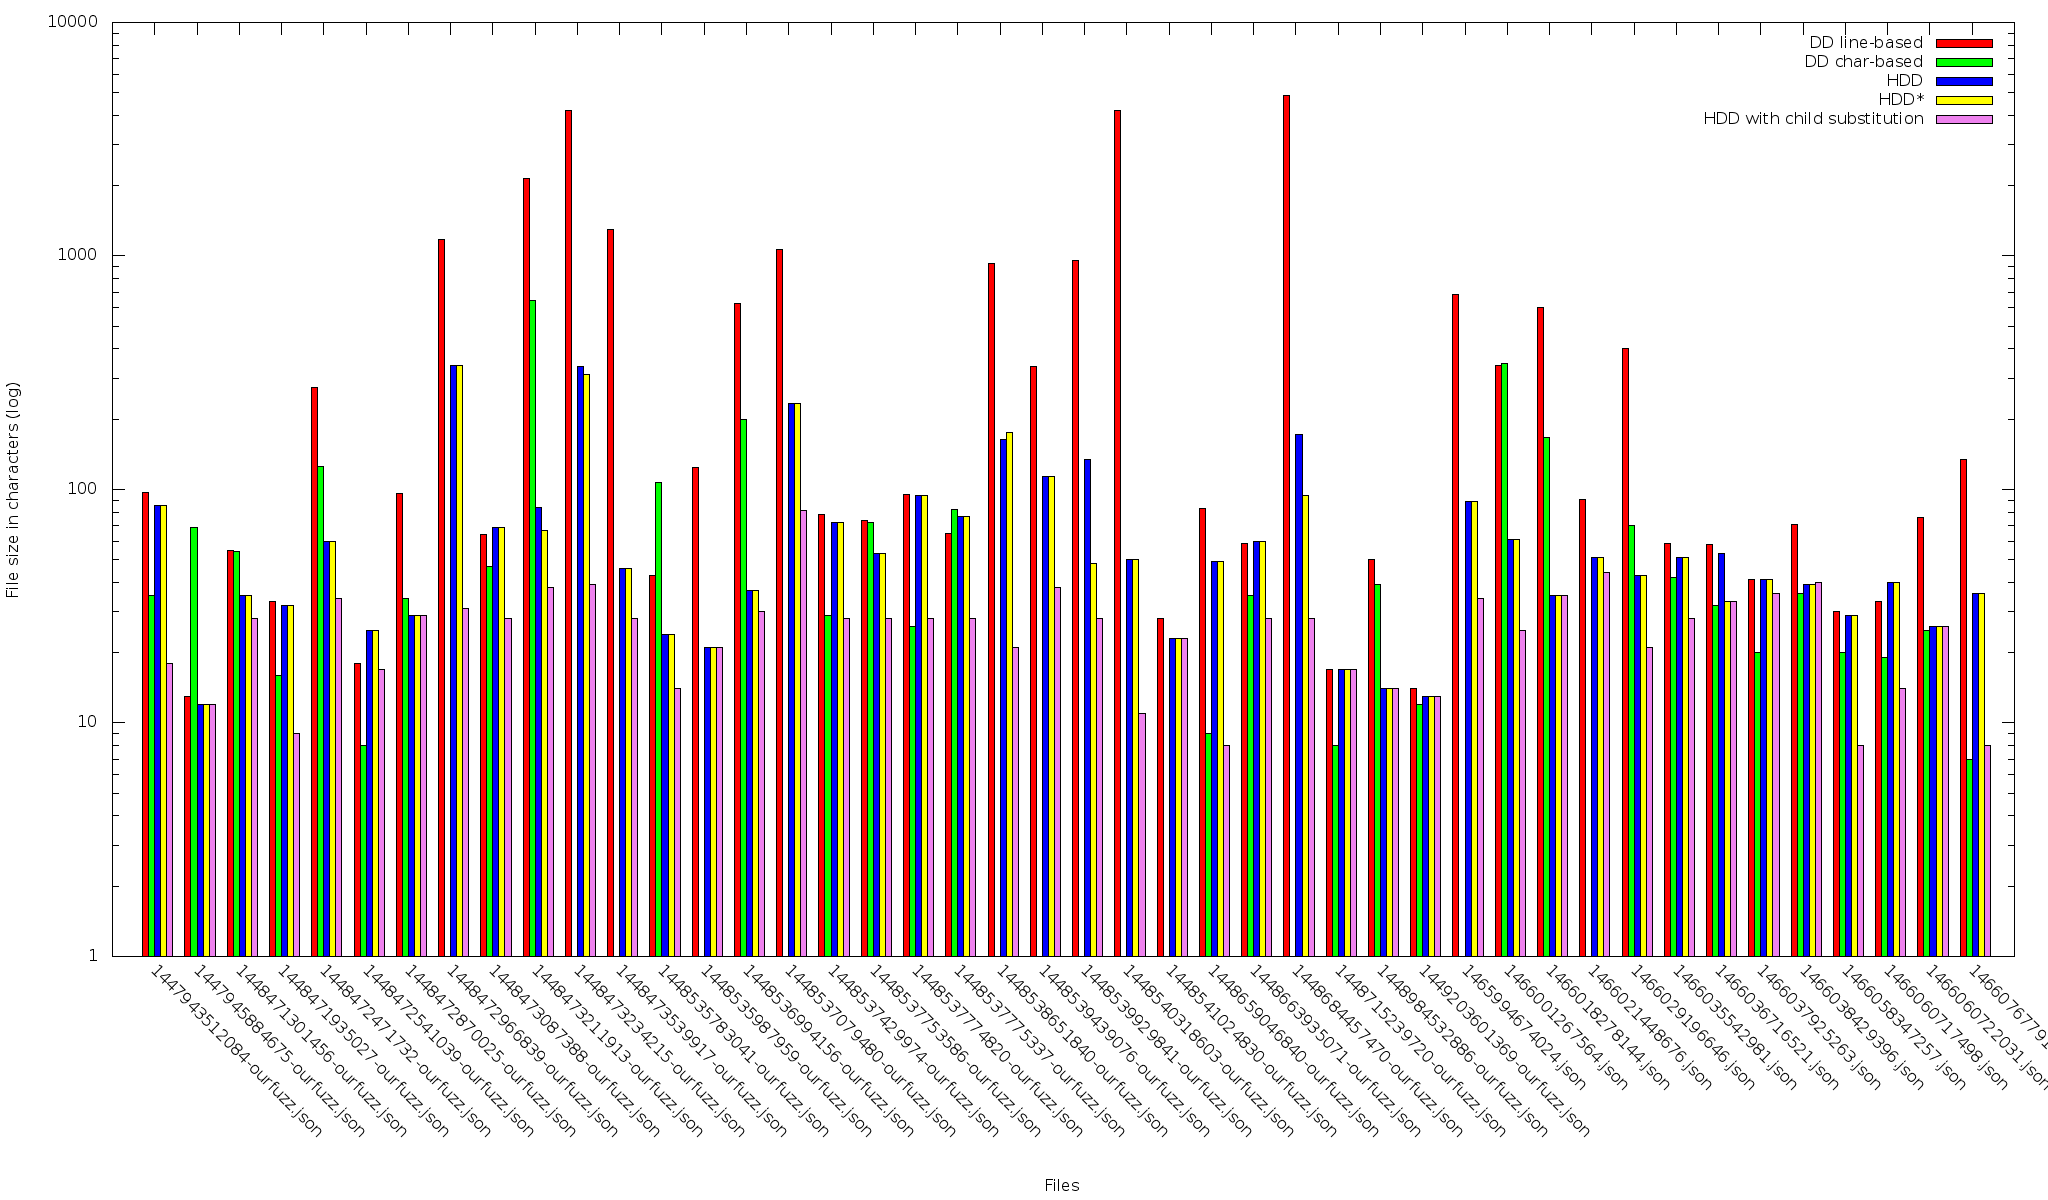 10000
1000
100
10
1
File size in characters (log)
DD line-based
DD char-based
HDD
HDD*
HDD with child substitution
1447943512084-ourfuzz.json
1447945884675-ourfuzz.json
1448471301456-ourfuzz.json
1448471935027-ourfuzz.json
1448472471732-ourfuzz.json
1448472541039-ourfuzz.json
1448472870025-ourfuzz.json
1448472966839-ourfuzz.json
1448473087388-ourfuzz.json
1448473211913-ourfuzz.json
1448473234215-ourfuzz.json
1448473539917-ourfuzz.json
1448535783041-ourfuzz.json
1448535987959-ourfuzz.json
1448536994156-ourfuzz.json
1448537079480-ourfuzz.json
1448537429974-ourfuzz.json
1448537753586-ourfuzz.json
1448537774820-ourfuzz.json
1448537775337-ourfuzz.json
1448538651840-ourfuzz.json
1448539439076-ourfuzz.json
1448539929841-ourfuzz.json
1448540318603-ourfuzz.json
1448541024830-ourfuzz.json
1448659046840-ourfuzz.json
1448663935071-ourfuzz.json
1448684457470-ourfuzz.json
1448715239720-ourfuzz.json
1448984532886-ourfuzz.json
1449203601369-ourfuzz.json
1465994674024.json
1466001267564.json
1466018278144.json
1466021448676.json
1466029196646.json
1466035542981.json
1466036716521.json
1466037925263.json
1466038429396.json
1466058347257.json
1466060717498.json
1466060722031.json
Files